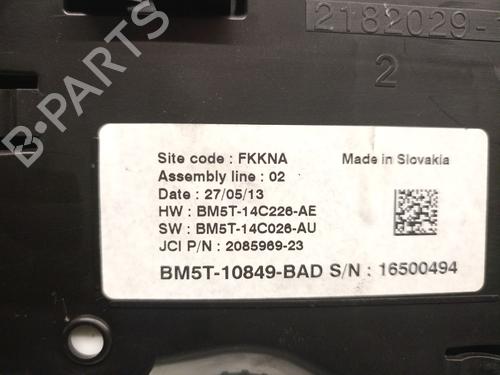 2182029-
2
B-PARTS
Site code : FKKNA Made in Slovakia
Assembly line : 02
Date : 27/05/13
HW : BM5T-14C226-AE
SW : BM5T-14C026-AU
JCI P/N : 2085969-23
BM5T-10849-BAD S/N : 16500494